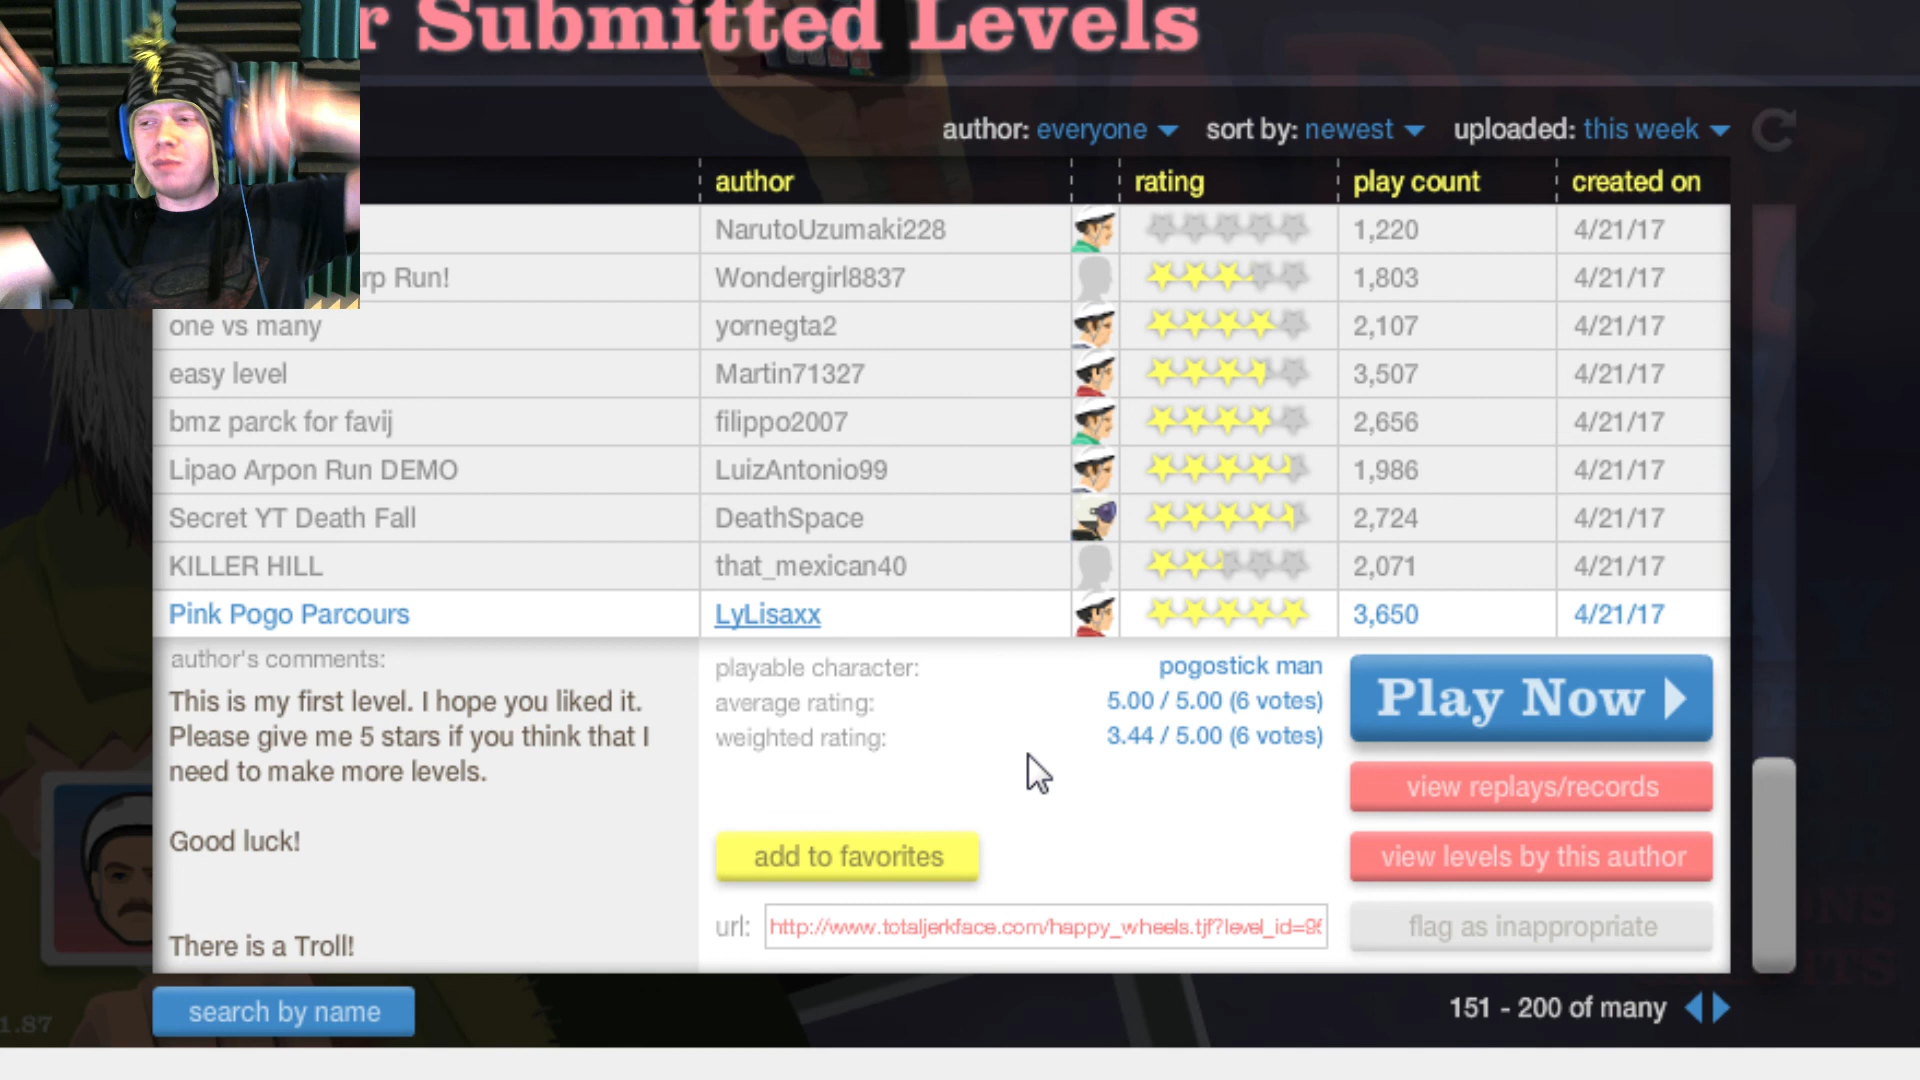 r Submitted Levels
author: everyone sort by: newest uploaded: this week
author rating play count created on
NarutoUzumaki228 1,220 4/21/17
rp Run! Wondergirl8837 1,803 4/21/17
one vs many yornegta2 2,107 4/21/17
easy level Martin71327 3,507 4/21/17
bmz parck for favij filippo2007 2,656 4/21/17
Lipao Arpon Run DEMO LuizAntonio99 1,986 4/21/17
Secret YT Death Fall DeathSpace 2,724 4/21/17
KILLER HILL that_mexican40 2,071 4/21/17
Pink Pogo Parcours LyLisaxx 3,650 4/21/17
author's comments:
This is my first level. I hope you liked it.
Please give me 5 stars if you think that I
need to make more levels.
Good luck!
There is a Troll!
playable character: pogostick man
average rating: 5.00 / 5.00 (6 votes)
weighted rating: 3.44 / 5.00 (6 votes)
add to favorites
url: http://www.totaljerkface.com/happy_wheels.tjf?level_id=9
Play Now
view replays/records
view levels by this author
flag as inappropriate
search by name
151 - 200 of many
1.87